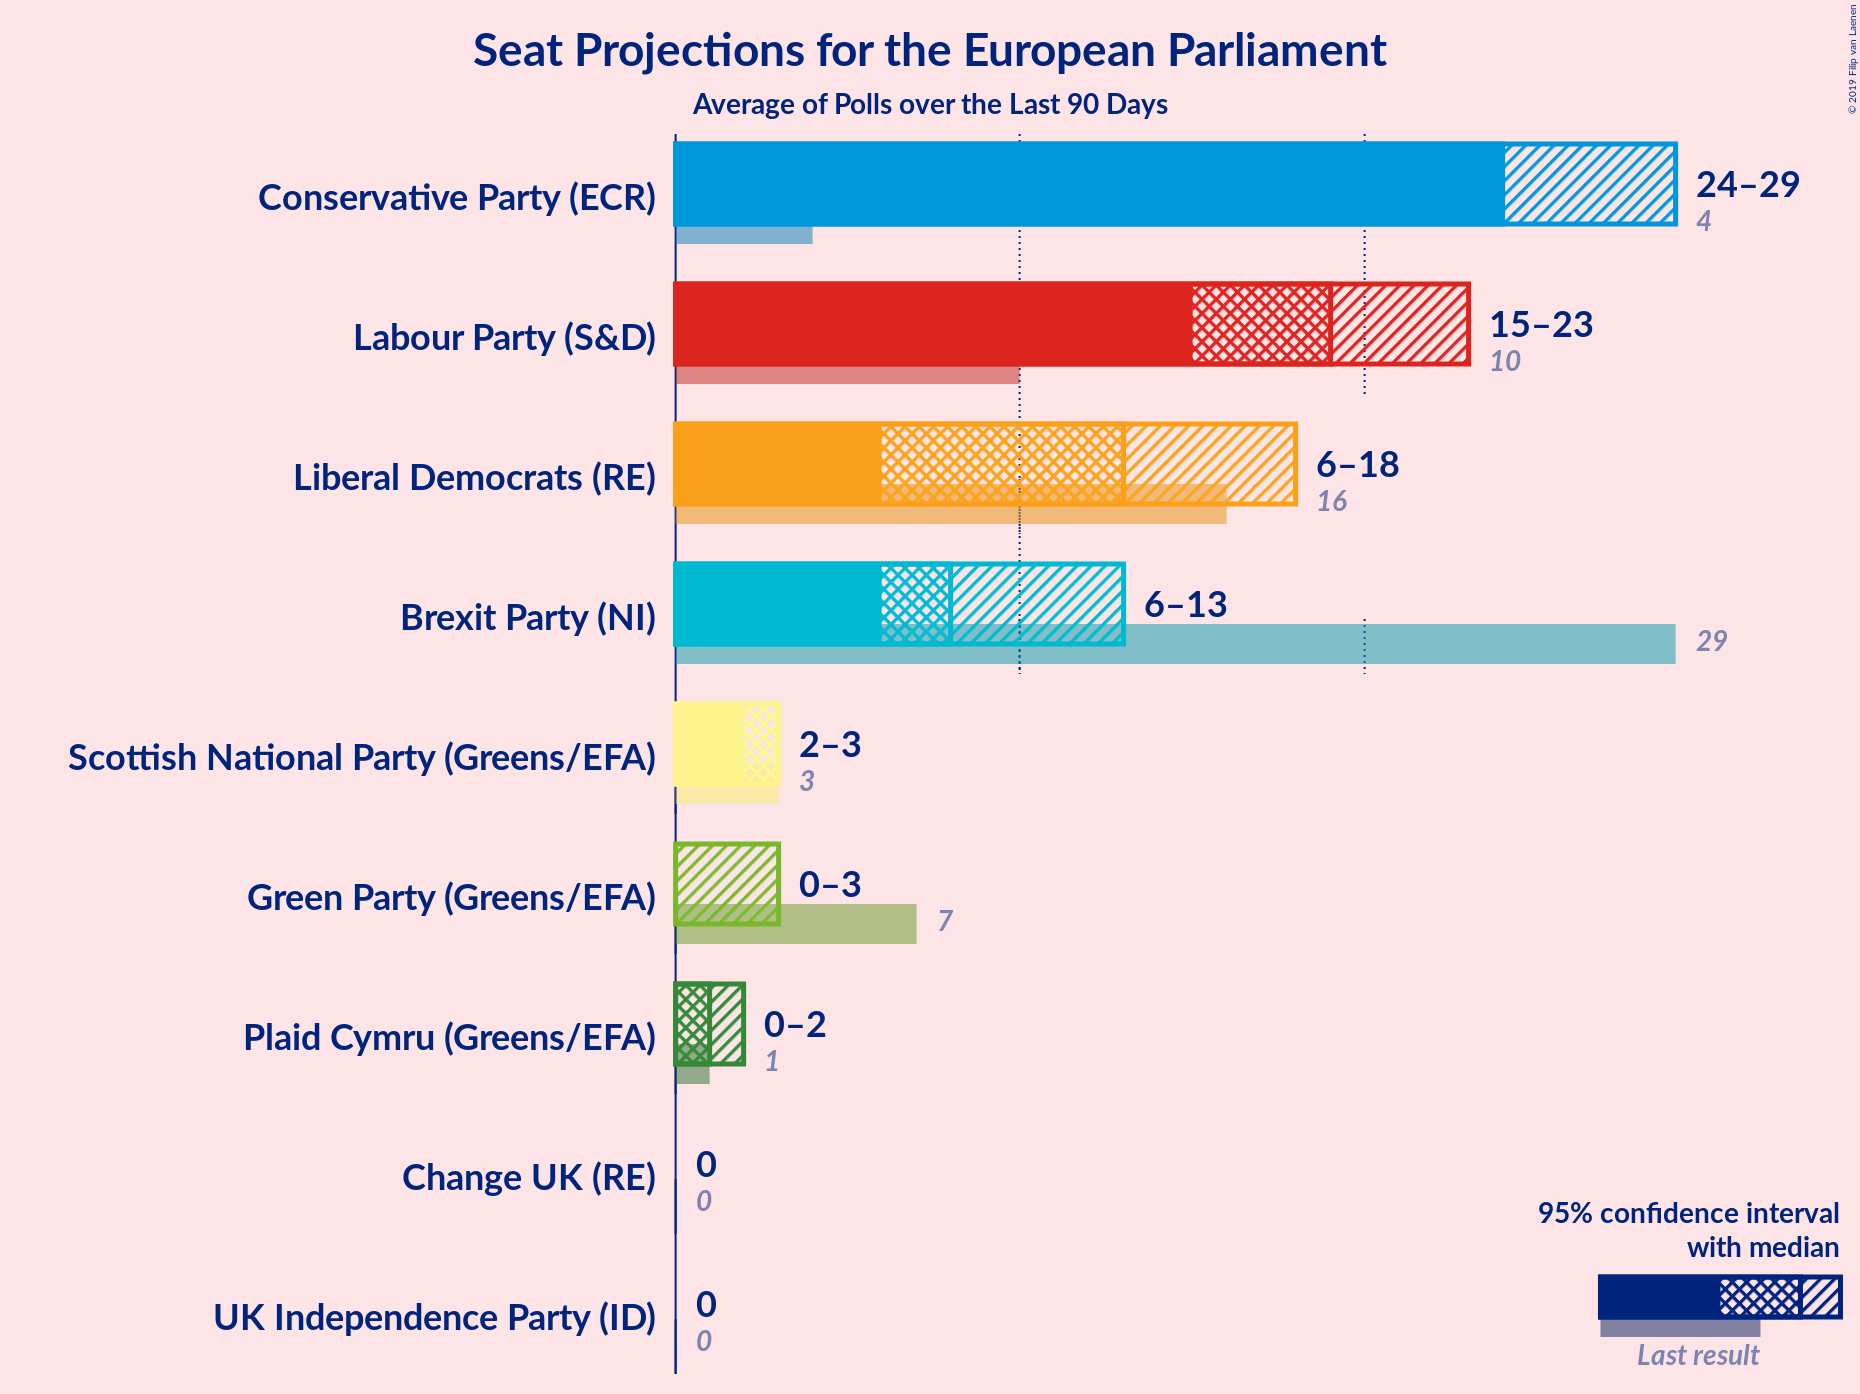 Seat Projections for the European Parliament
Average of Polls over the Last 90 Days
© 2019 Filip van Laenen
Conservative Party (ECR)
24–29
4
Labour Party (S&D)
15–23
10
Liberal Democrats (RE)
6–18
16
Brexit Party (NI)
6–13
29
Scottish National Party (Greens/EFA)
2–3
3
Green Party (Greens/EFA)
0–3
7
Plaid Cymru (Greens/EFA)
0–2
1
Change UK (RE)
0
0
UK Independence Party (ID)
0
0
95% confidence interval
with median
Last result